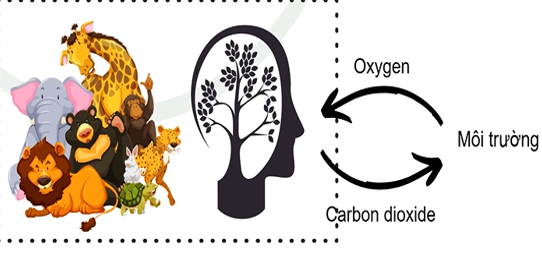 Oxygen
Môi trường
Carbon dioxide